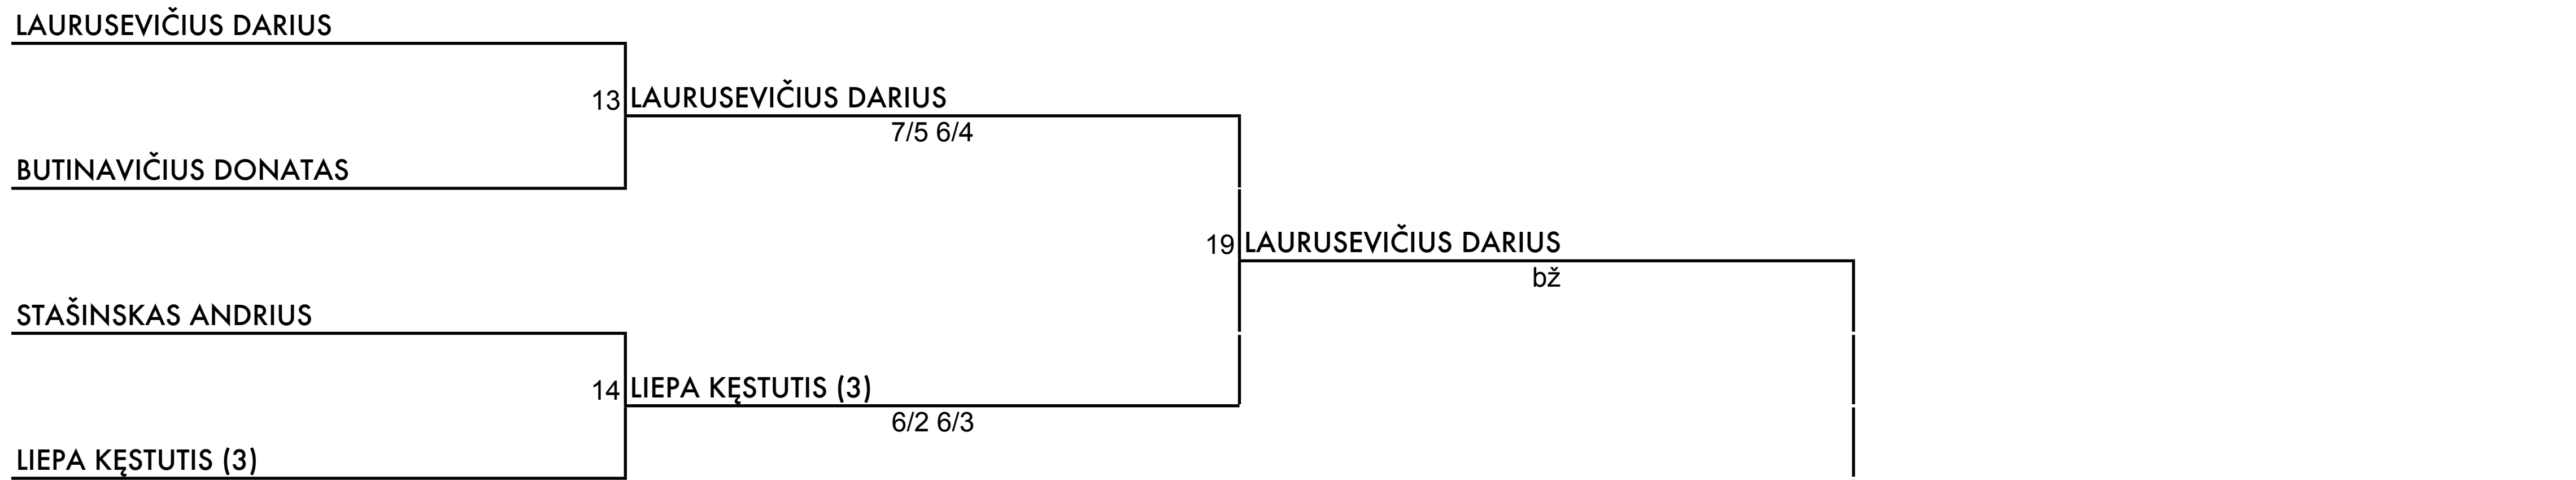 LAURUSEVIČIUS DARIUS
13 LAURUSEVIČIUS DARIUS
7/5 6/4
BUTINAVIČIUS DONATAS
19 LAURUSEVIČIUS DARIUS
bž
STAŠINSKAS ANDRIUS
14 LIEPA KĘSTUTIS (3)
6/2 6/3
LIEPA KĘSTUTIS (3)